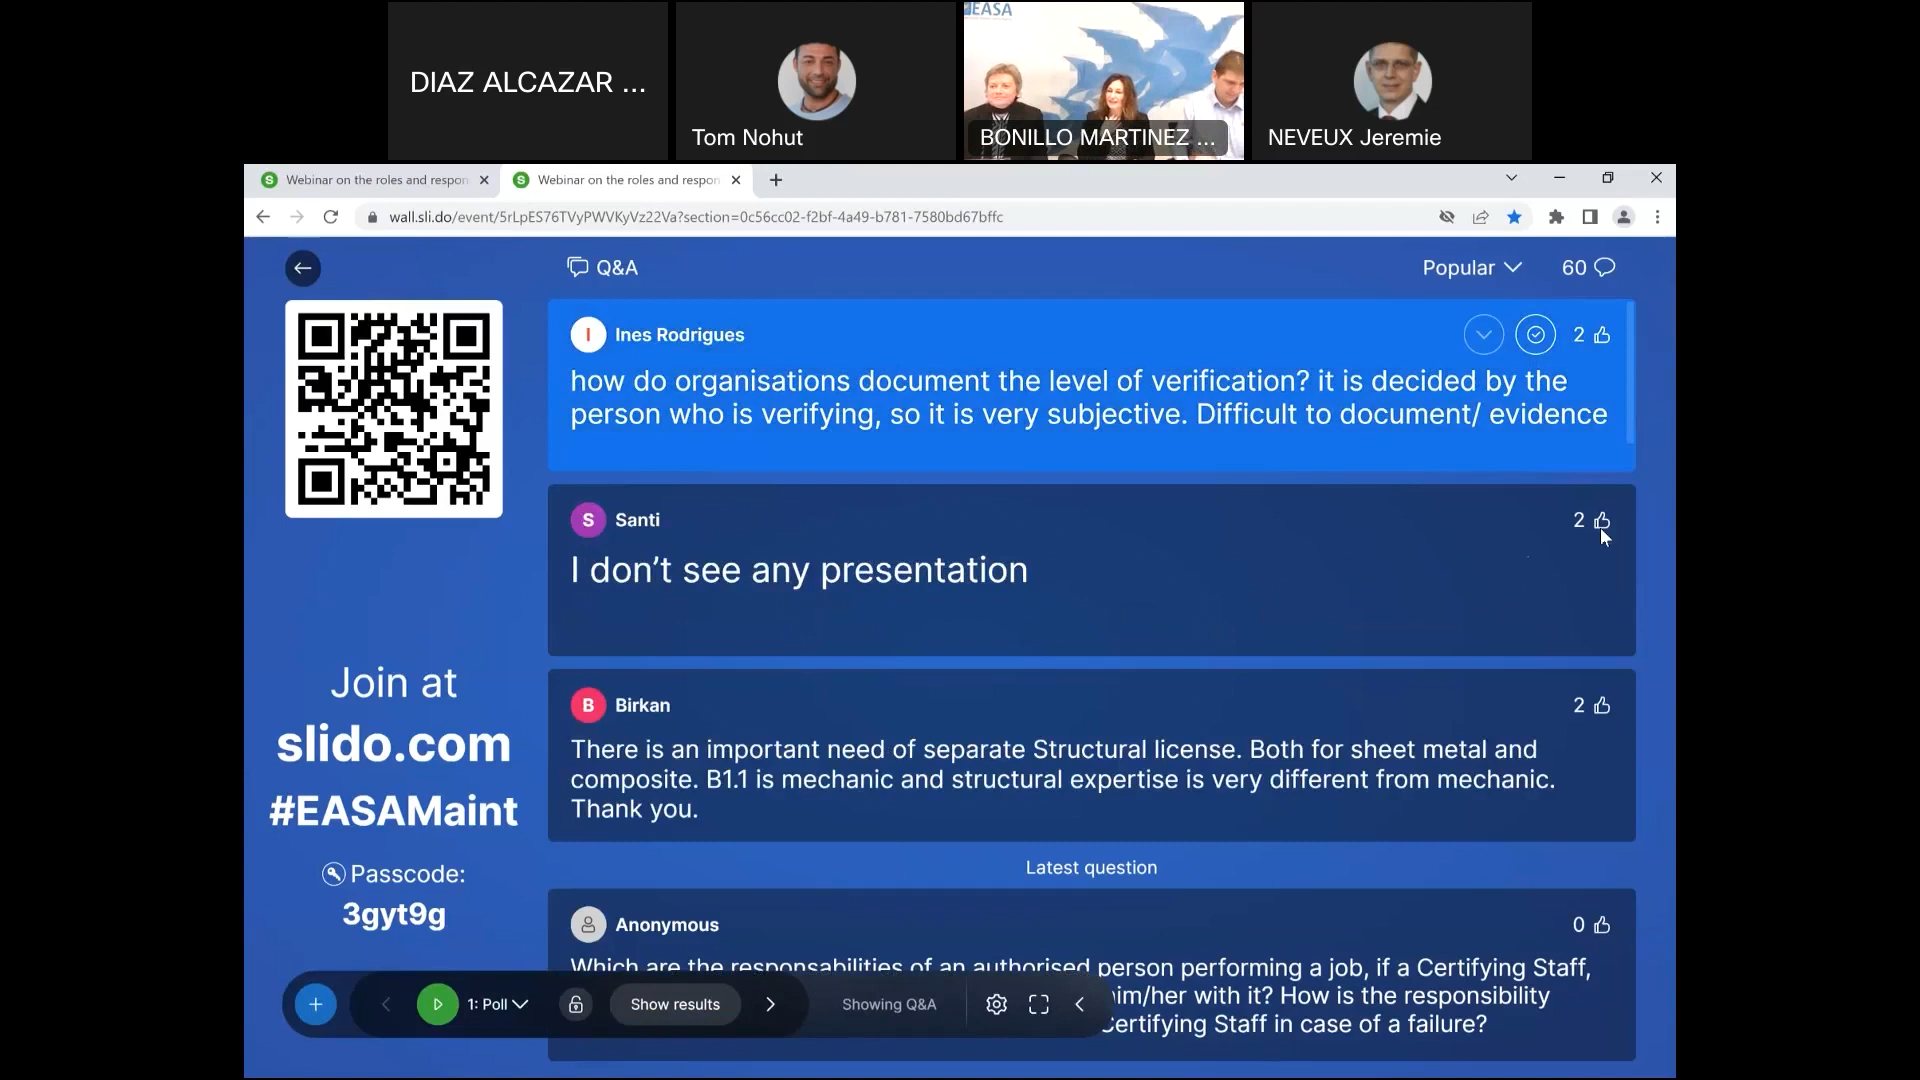 DIAZ ALCAZAR ...
Tom Nohut
EASA
BONILLO MARTINEZ ...
NEVEUX Jeremie
S Webinar on the roles and respon
S Webinar on the roles and respon
wall.sli.do/event/5rLpES76TVyPWVKyVz22Va?section=0c56cc02-f2bf-4a49-b781-7580bd67bffc
Q&A
Popular
60
I Ines Rodrigues
2
how do organisations document the level of verification? it is decided by the
person who is verifying, so it is very subjective. Difficult to document/ evidence
S Santi
2
I don't see any presentation
B Birkan
2
There is an important need of separate Structural license. Both for sheet metal and
composite. B1.1 is mechanic and structural expertise is very different from mechanic.
Thank you.
Latest question
Anonymous
0
Which are the responsabilities of an authorised person performing a job, if a Certifying Staff,
him/her with it? How is the responsibility
Certifying Staff in case of a failure?
Join at
slido.com
#EASAMaint
Passcode:
3gyt9g
1: Poll
Show results
Showing Q&A